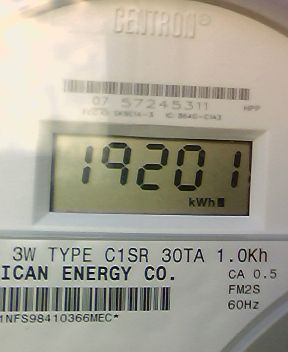 CENTRON®
07 57245311 HPP
19201
kWh
3W TYPE C1SR 30TA 1.0Kh
ICAN ENERGY CO. CA 0.5
FM2S
60Hz
1NFS98410366MEC*